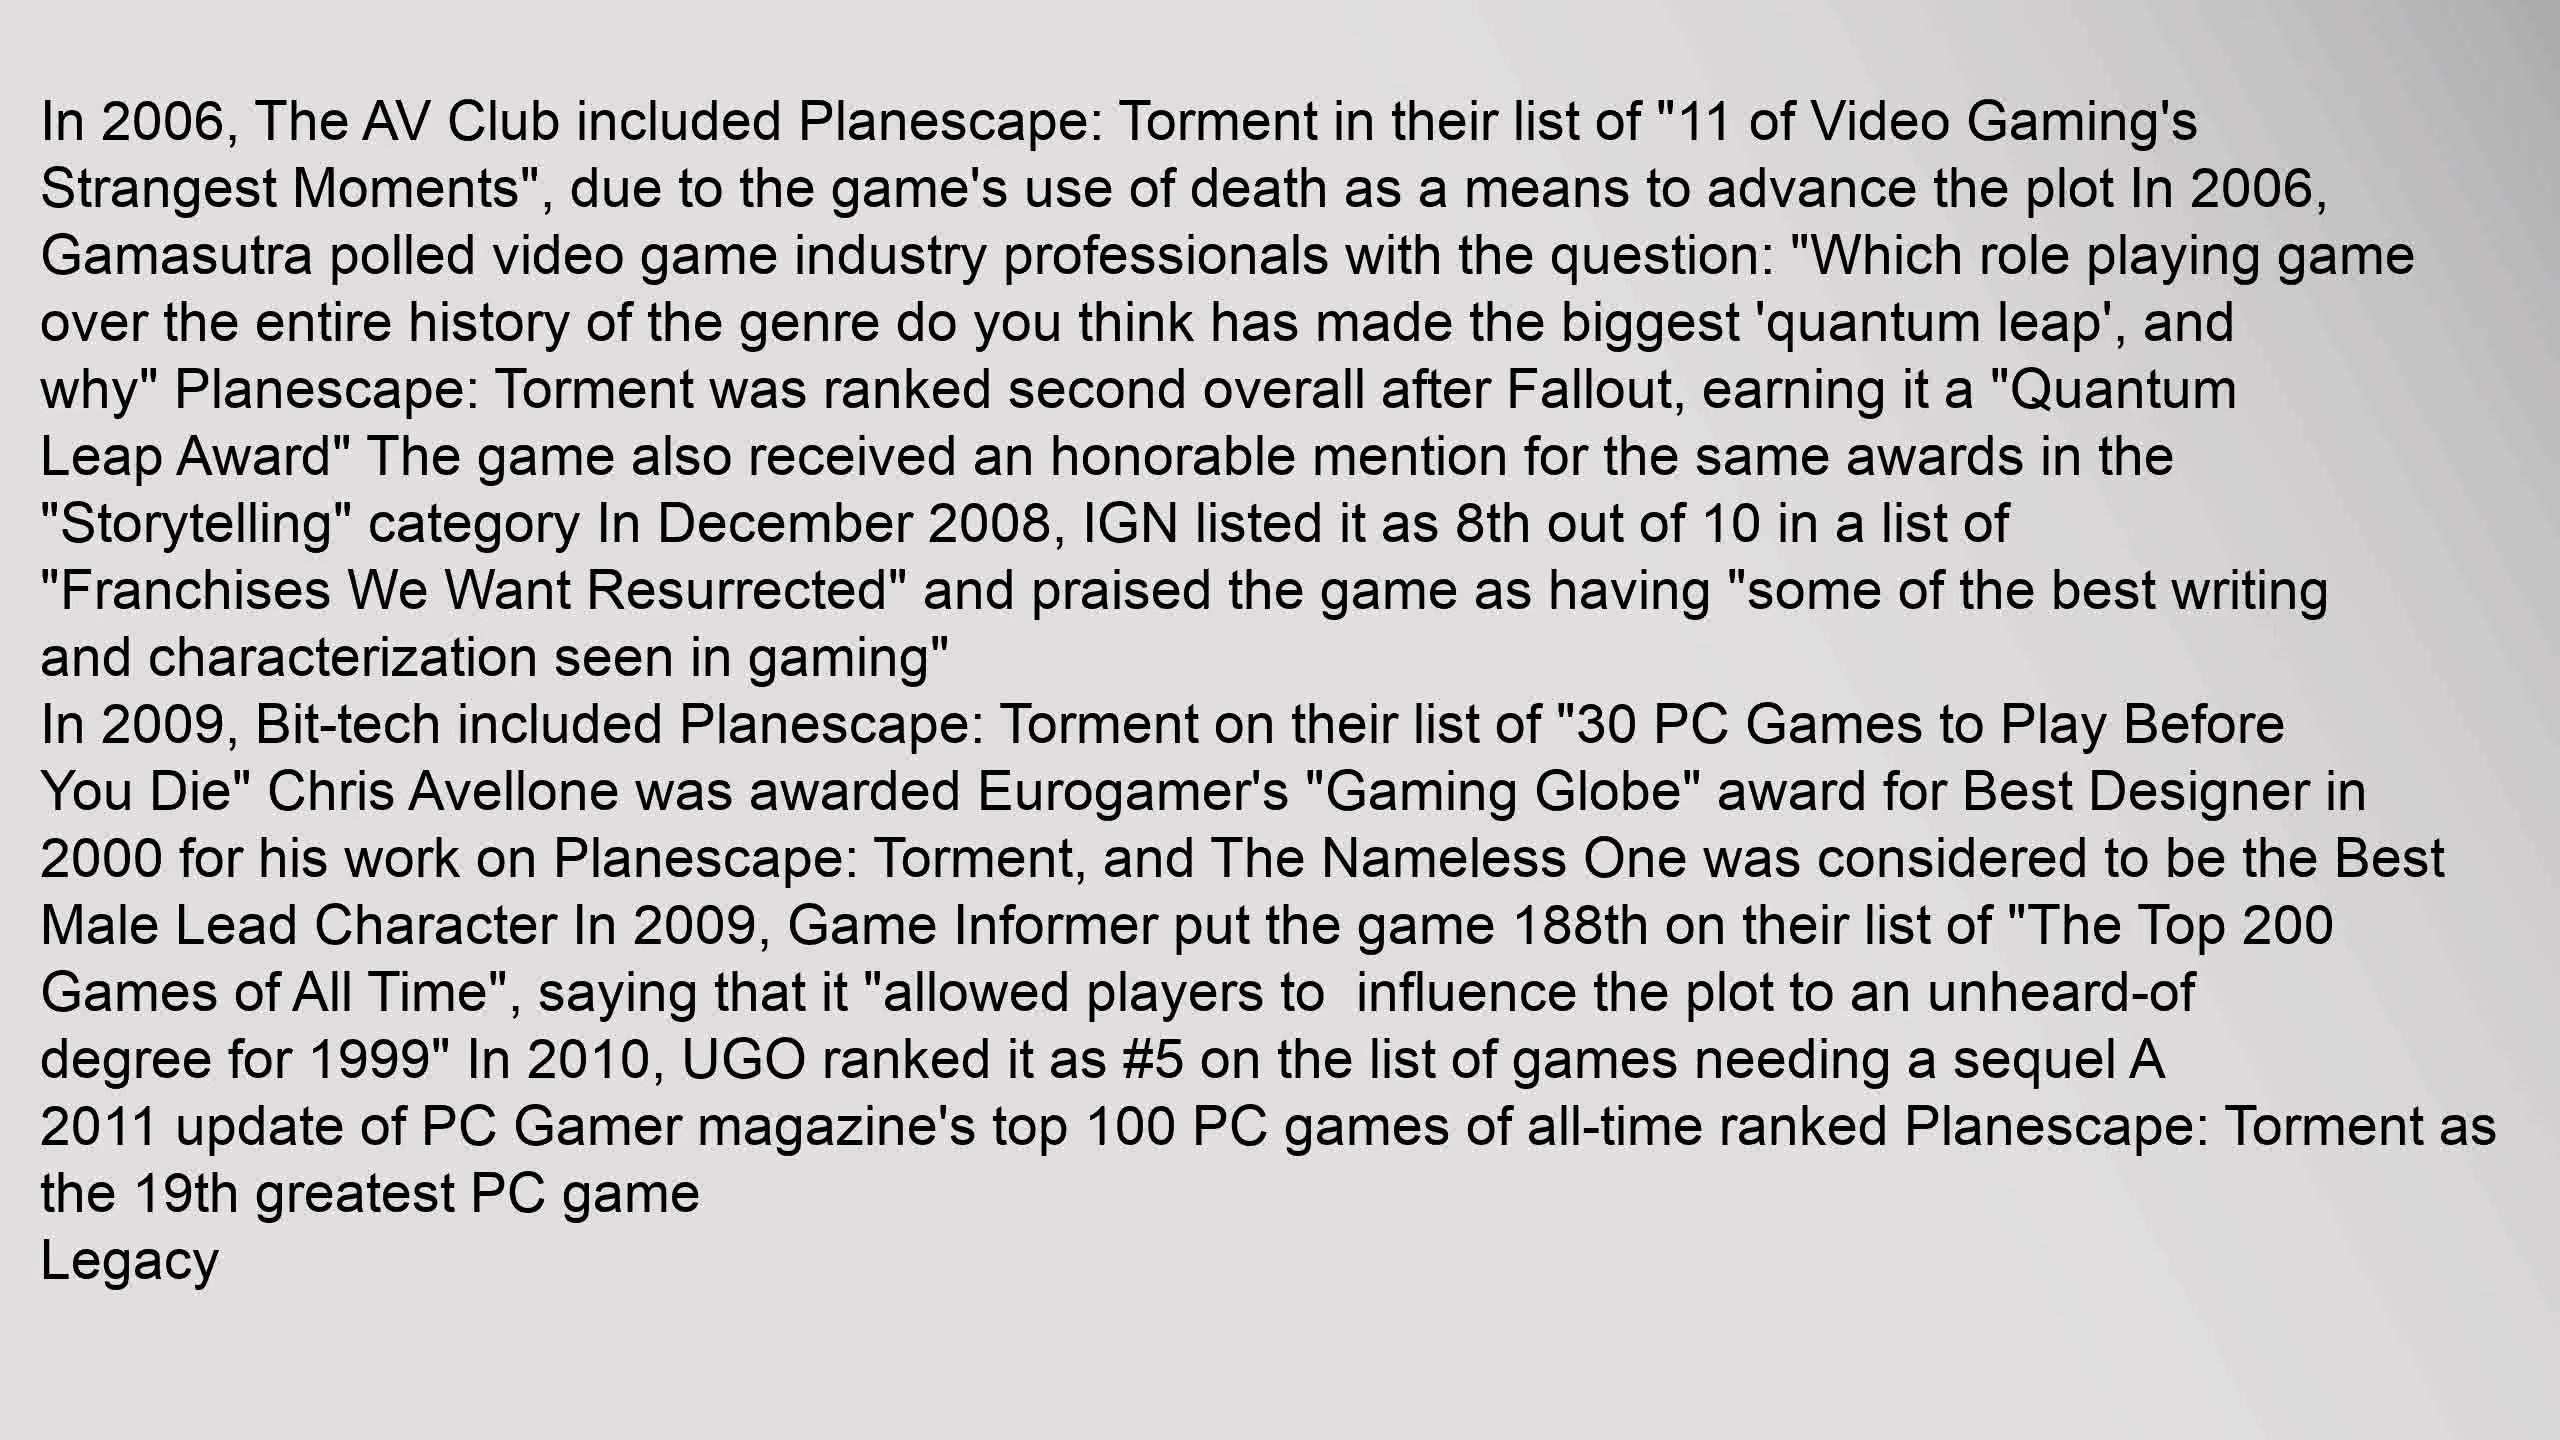 In 2006, The AV Club included Planescape: Torment in their list of "11 of Video Gaming's
Strangest Moments", due to the game's use of death as a means to advance the plot In 2006,
Gamasutra polled video game industry professionals with the question: "Which role playing game
over the entire history of the genre do you think has made the biggest 'quantum leap', and
why" Planescape: Torment was ranked second overall after Fallout, earning it a "Quantum
Leap Award" The game also received an honorable mention for the same awards in the
"Storytelling" category In December 2008, IGN listed it as 8th out of 10 in a list of
"Franchises We Want Resurrected" and praised the game as having "some of the best writing
and characterization seen in gaming"
In 2009, Bit-tech included Planescape: Torment on their list of "30 PC Games to Play Before
You Die" Chris Avellone was awarded Eurogamer's "Gaming Globe" award for Best Designer in
2000 for his work on Planescape: Torment, and The Nameless One was considered to be the Best
Male Lead Character In 2009, Game Informer put the game 188th on their list of "The Top 200
Games of All Time", saying that it "allowed players to  influence the plot to an unheard-of
degree for 1999" In 2010, UGO ranked it as #5 on the list of games needing a sequel A
2011 update of PC Gamer magazine's top 100 PC games of all-time ranked Planescape: Torment as
the 19th greatest PC game
Legacy